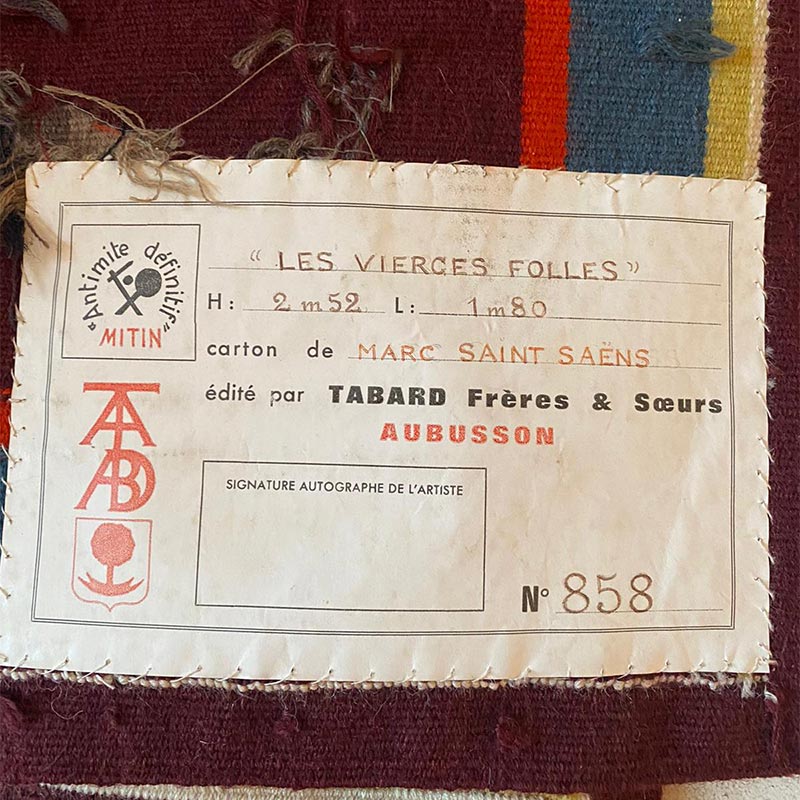 "Antimite définitif"
MITIN
"LES VIERGES FOLLES"
H: 2m52 L: 1m80
carton de MARC SAINT SAËNS
édité par TABARD Frères & Sœurs
AUBUSSON
TABARD
SIGNATURE AUTOGRAPHE DE L'ARTISTE
N° 858